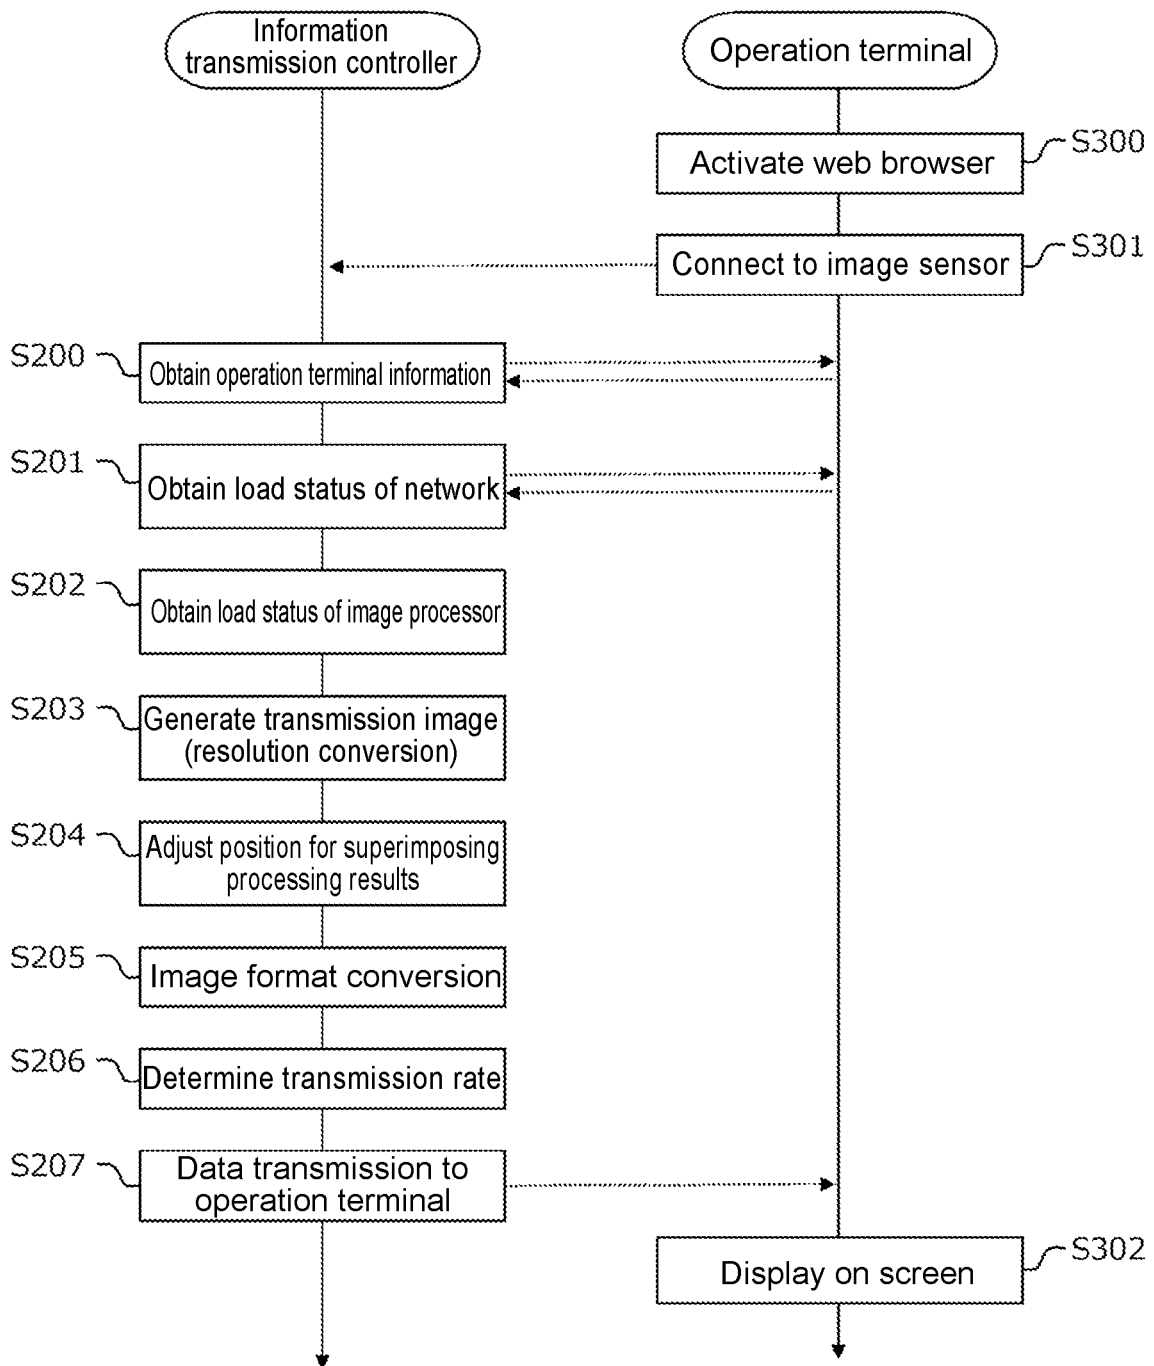 Information
transmission controller
Operation terminal
Activate web browser
S300
Connect to image sensor
S301
S200
Obtain operation terminal information
S201
Obtain load status of network
S202
Obtain load status of image processor
S203
Generate transmission image
(resolution conversion)
S204
Adjust position for superimposing
processing results
S205
Image format conversion
S206
Determine transmission rate
S207
Data transmission to
operation terminal
Display on screen
S302